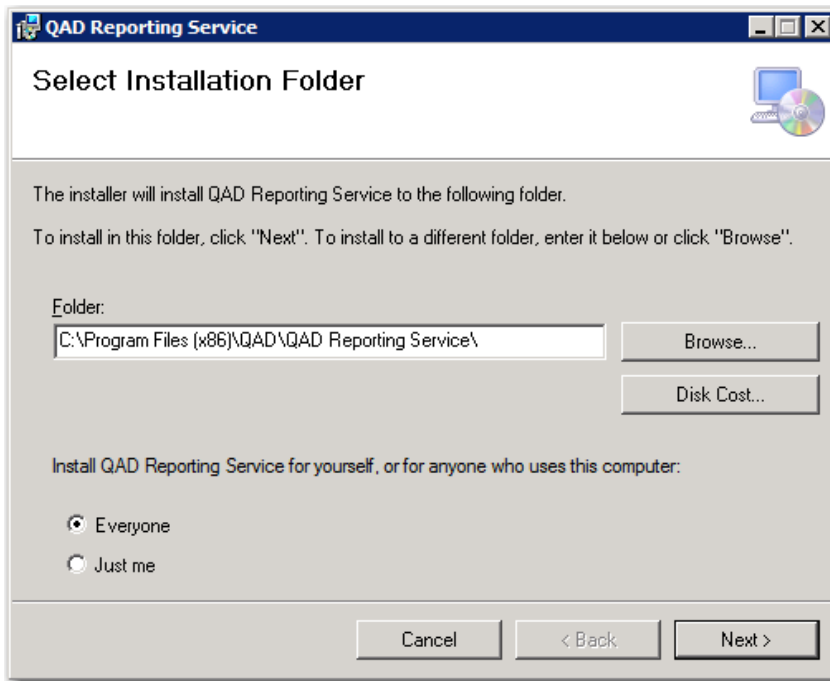 QAD Reporting Service
Select Installation Folder
The installer will install QAD Reporting Service to the following folder.
To install in this folder, click "Next". To install to a different folder, enter it below or click "Browse".
Folder:
C:\Program Files (x86)\QAD\QAD Reporting Service\
Browse...
Disk Cost...
Install QAD Reporting Service for yourself, or for anyone who uses this computer:
Everyone
Just me
Cancel
< Back
Next >